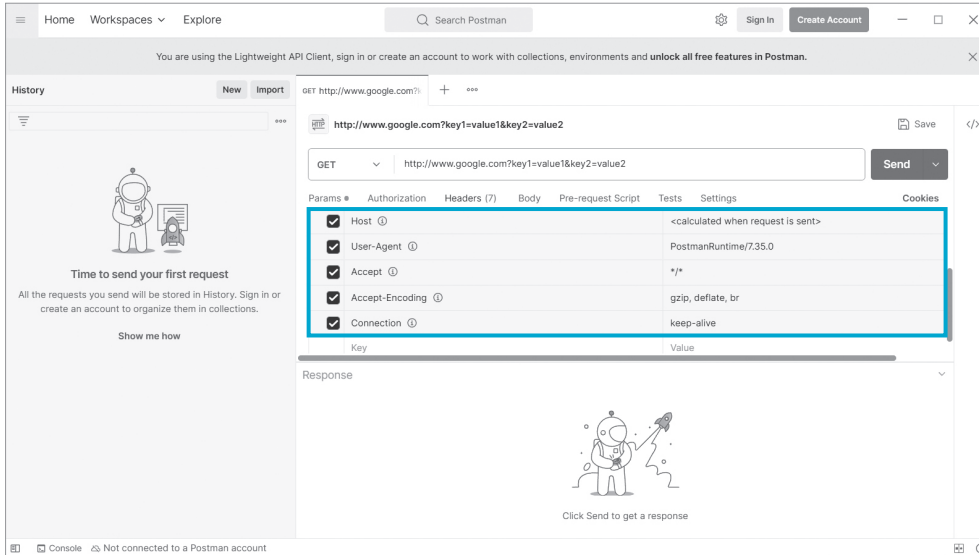 Home Workspaces Explore Search Postman Sign In Create Account
You are using the Lightweight API Client, sign in or create an account to work with collections, environments and unlock all free features in Postman.
History New Import GET http://www.google.com?k
HTTP http://www.google.com?key1=value1&key2=value2 Save
GET http://www.google.com?key1=value1&key2=value2 Send
Params Authorization Headers (7) Body Pre-request Script Tests Settings Cookies
Host <calculated when request is sent>
User-Agent PostmanRuntime/7.35.0
Accept */*
Accept-Encoding gzip, deflate, br
Connection keep-alive
Key Value
Time to send your first request
All the requests you send will be stored in History. Sign in or
create an account to organize them in collections.
Show me how
Response
Click Send to get a response
Console Not connected to a Postman account